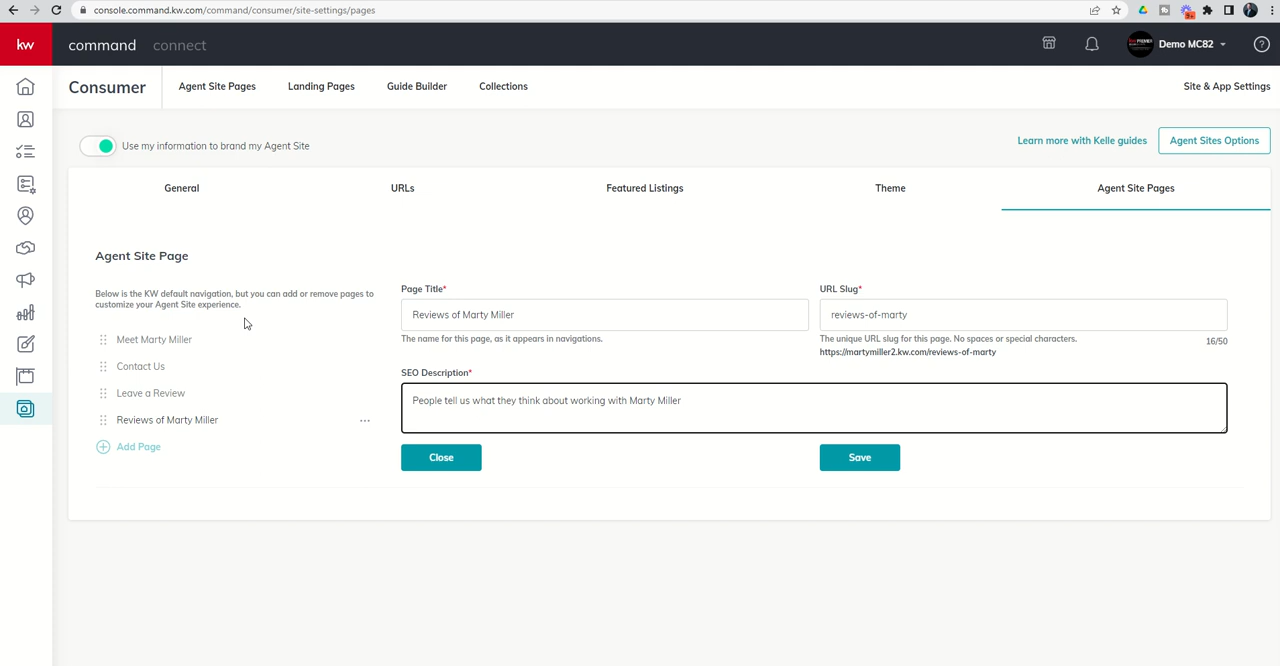 console.command.kw.com/command/consumer/site-settings/pages
9+
kw
command
connect
Demo MC82
Consumer
Agent Site Pages
Landing Pages
Guide Builder
Collections
Site & App Settings
Use my information to brand my Agent Site
Learn more with Kelle guides
Agent Sites Options
General
URLs
Featured Listings
Theme
Agent Site Pages
Agent Site Page
Below is the KW default navigation, but you can add or remove pages to
customize your Agent Site experience.
Meet Marty Miller
Contact Us
Leave a Review
Reviews of Marty Miller
Add Page
Page Title*
Reviews of Marty Miller
The name for this page, as it appears in navigations.
URL Slug*
reviews-of-marty
The unique URL slug for this page. No spaces or special characters.
16/50
https://martymiller2.kw.com/reviews-of-marty
SEO Description*
People tell us what they think about working with Marty Miller
Close
Save